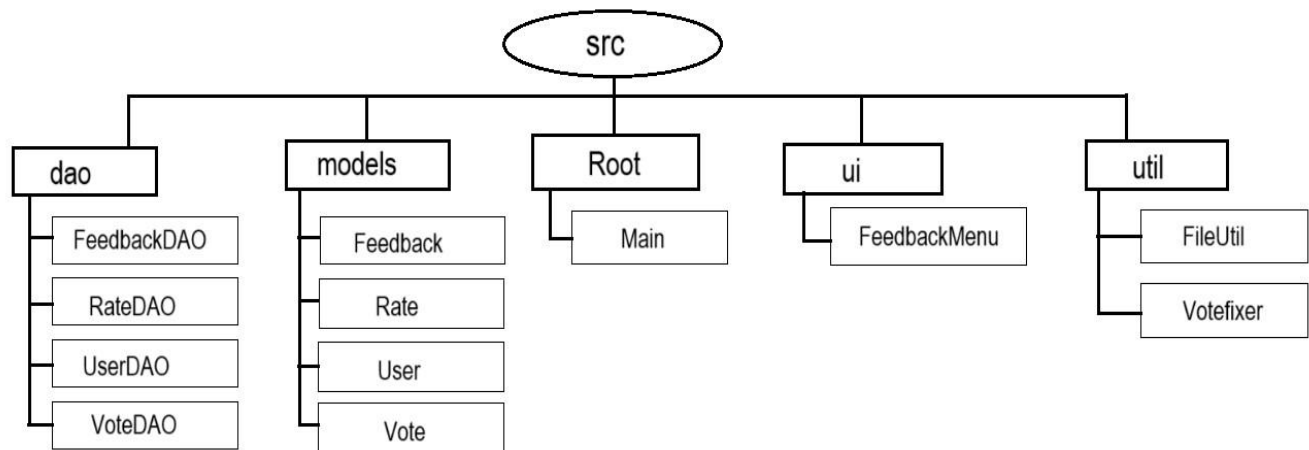 src
dao
models
Root
ui
util
FeedbackDAO
RateDAO
UserDAO
VoteDAO
Feedback
Rate
User
Vote
Main
FeedbackMenu
FileUtil
Votefixer